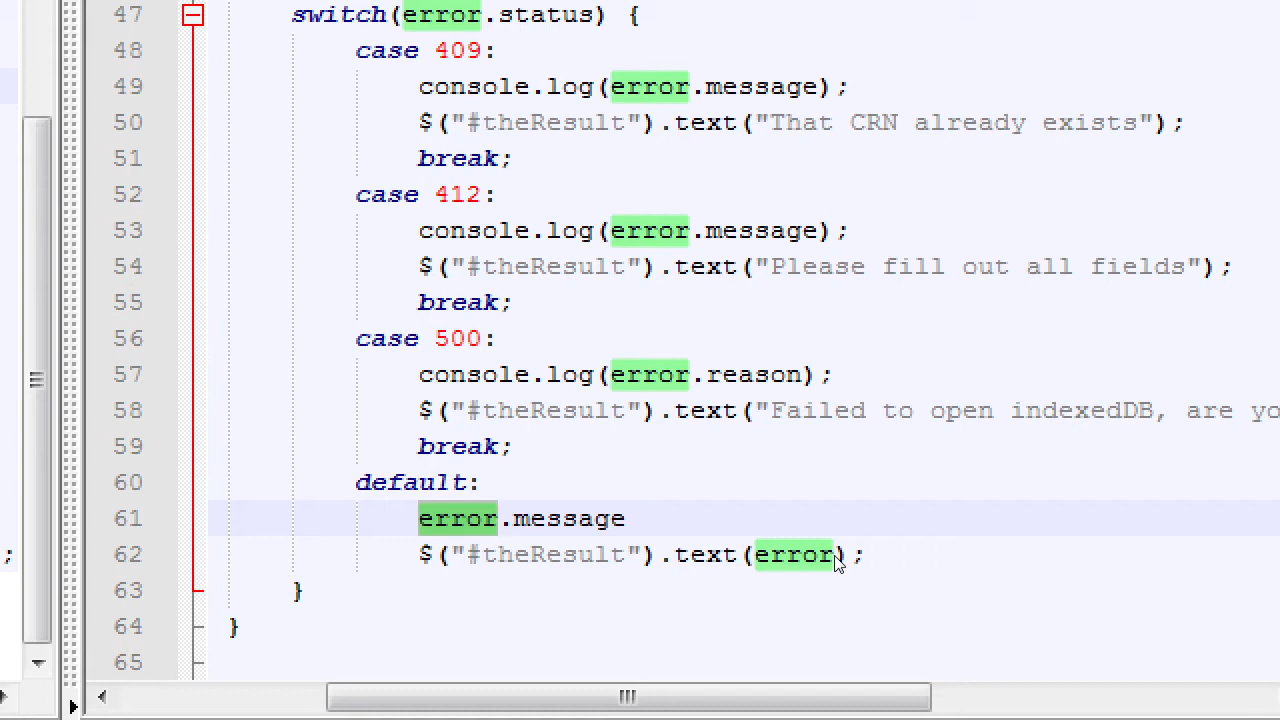 47 switch(error.status) {
48 case 409:
49 console.log(error.message);
50 $("#theResult").text("That CRN already exists");
51 break;
52 case 412:
53 console.log(error.message);
54 $("#theResult").text("Please fill out all fields");
55 break;
56 case 500:
57 console.log(error.reason);
58 $("#theResult").text("Failed to open indexedDB, are
59 break;
60 default:
61 error.message
; 62 $("#theResult").text(error);
63 }
64 }
65